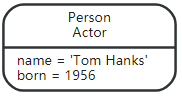 Person
Actor
name = 'Tom Hanks'
born = 1956